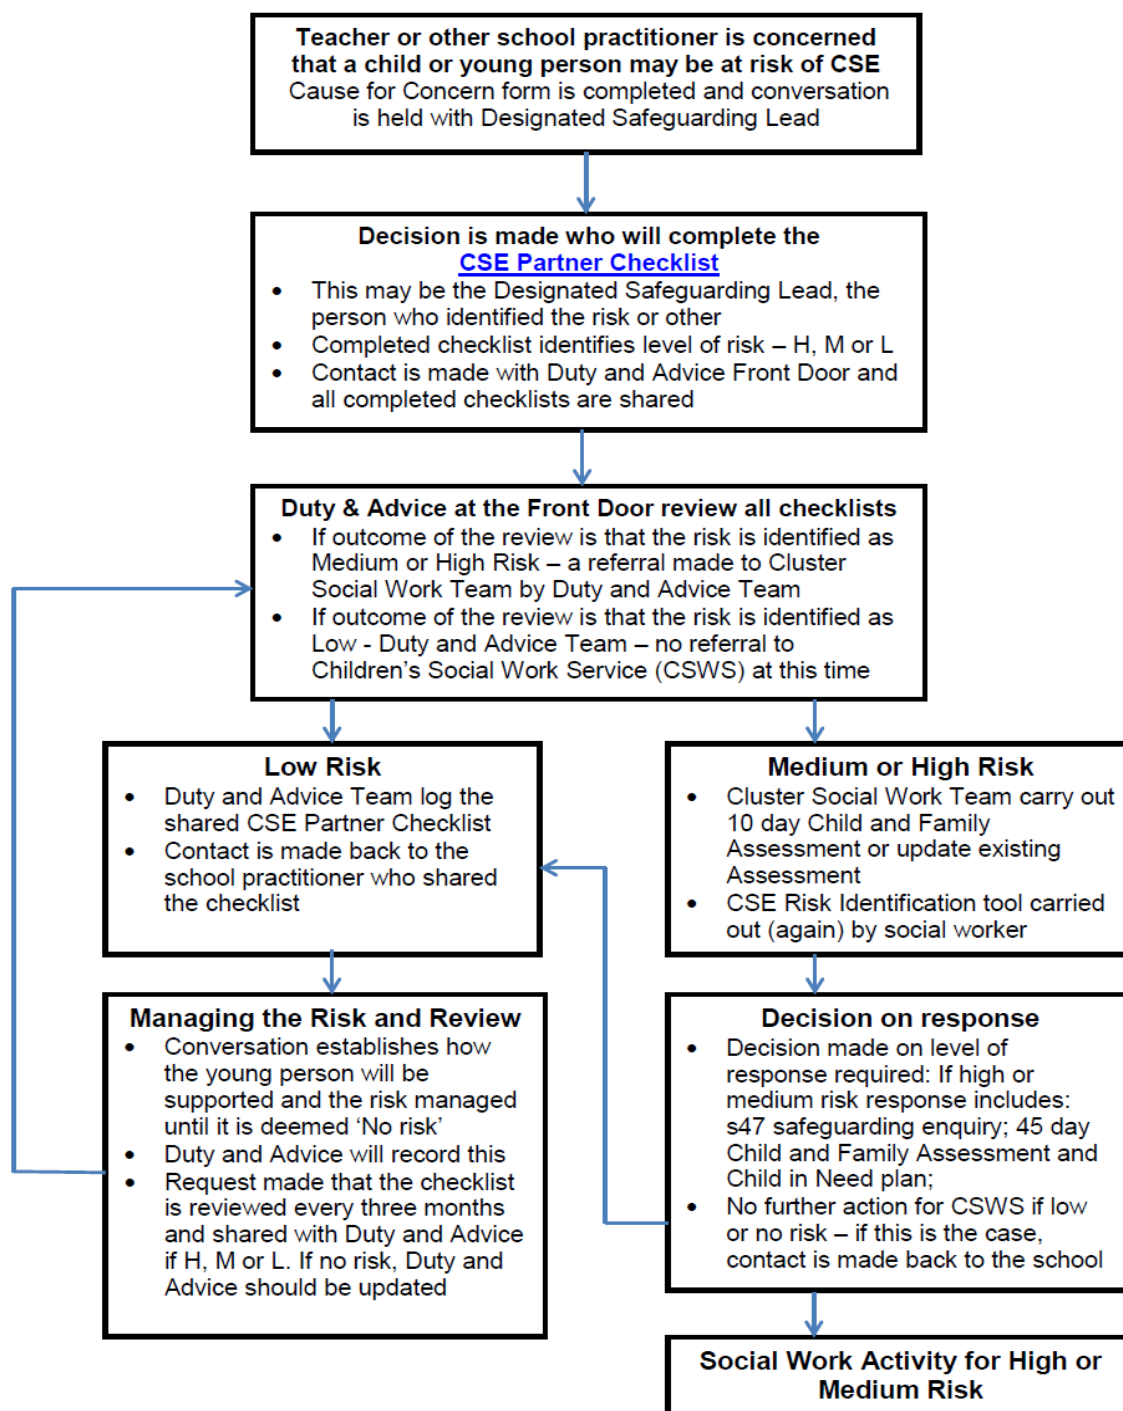 Teacher or other school practitioner is concerned
that a child or young person may be at risk of CSE
Cause for Concern form is completed and conversation
is held with Designated Safeguarding Lead
Decision is made who will complete the
CSE Partner Checklist
• This may be the Designated Safeguarding Lead, the
person who identified the risk or other
• Completed checklist identifies level of risk – H, M or L
• Contact is made with Duty and Advice Front Door and
all completed checklists are shared
Duty & Advice at the Front Door review all checklists
• If outcome of the review is that the risk is identified as
Medium or High Risk – a referral made to Cluster
Social Work Team by Duty and Advice Team
• If outcome of the review is that the risk is identified as
Low - Duty and Advice Team – no referral to
Children’s Social Work Service (CSWS) at this time
Low Risk
• Duty and Advice Team log the
shared CSE Partner Checklist
• Contact is made back to the
school practitioner who shared
the checklist
Medium or High Risk
• Cluster Social Work Team carry out
10 day Child and Family
Assessment or update existing
Assessment
• CSE Risk Identification tool carried
out (again) by social worker
Managing the Risk and Review
• Conversation establishes how
the young person will be
supported and the risk managed
until it is deemed ‘No risk’
• Duty and Advice will record this
• Request made that the checklist
is reviewed every three months
and shared with Duty and Advice
if H, M or L. If no risk, Duty and
Advice should be updated
Decision on response
• Decision made on level of
response required: If high or
medium risk response includes:
s47 safeguarding enquiry; 45 day
Child and Family Assessment and
Child in Need plan;
• No further action for CSWS if low
or no risk – if this is the case,
contact is made back to the school
Social Work Activity for High or
Medium Risk